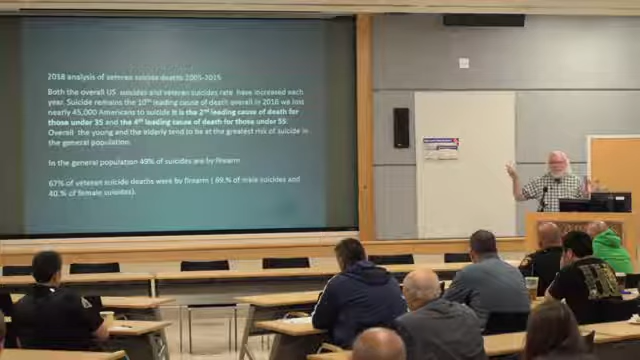 2018 analysis of veteran suicide deaths 2005-2015
Both the overall US suicides and veteran suicides rate have increased each
year. Suicide remains the 10th leading cause of death overall in 2016 we loss
nearly 45,000 Americans to suicide it is the 2nd leading cause of death for
those under 35 and the 4th leading cause of death for those under 55.
Overall the young and the elderly tend to be at the greatest risk of suicide in
the general population.
In the general population 49% of suicides are by firearm
67% of veteran suicide deaths were by firearm ( 69.% of male suicides and
40.% of female suicides).